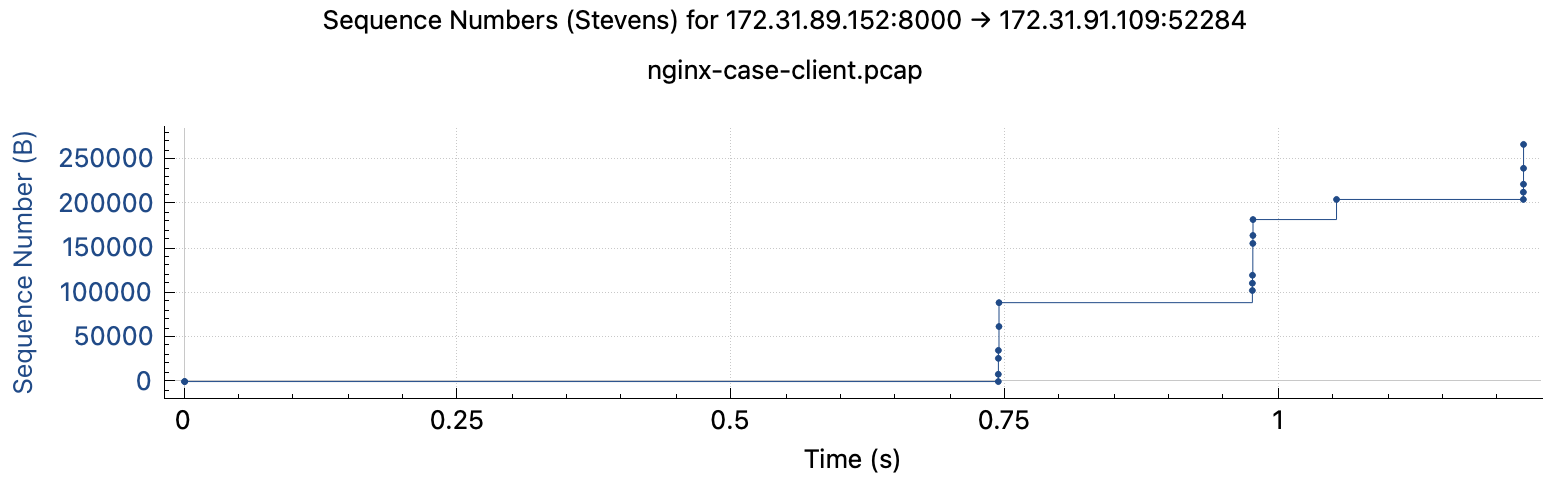 Sequence Numbers (Stevens) for 172.31.89.152:8000 → 172.31.91.109:52284
nginx-case-client.pcap
Sequence Number (B)
250000
200000
150000
100000
50000
0
0 0.25 0.5 0.75 1
Time (s)